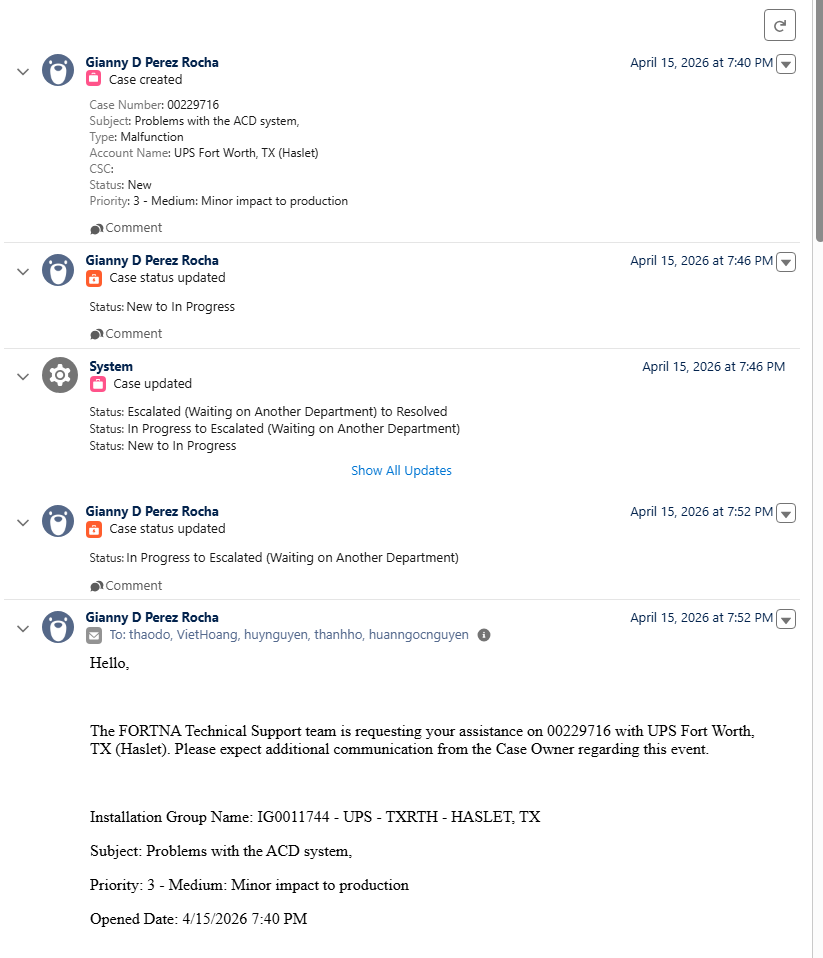 Gianny D Perez Rocha
April 15, 2026 at 7:40 PM
Case created
Case Number: 00229716
Subject: Problems with the ACD system,
Type: Malfunction
Account Name: UPS Fort Worth, TX (Haslet)
CSC:
Status: New
Priority: 3 - Medium: Minor impact to production
Comment
Gianny D Perez Rocha
April 15, 2026 at 7:46 PM
Case status updated
Status: New to In Progress
Comment
System
April 15, 2026 at 7:46 PM
Case updated
Status: Escalated (Waiting on Another Department) to Resolved
Status: In Progress to Escalated (Waiting on Another Department)
Status: New to In Progress
Show All Updates
Gianny D Perez Rocha
April 15, 2026 at 7:52 PM
Case status updated
Status: In Progress to Escalated (Waiting on Another Department)
Comment
Gianny D Perez Rocha
April 15, 2026 at 7:52 PM
To: thaodo, VietHoang, huynguyen, thanhho, huanngocnguyen
Hello,
The FORTNA Technical Support team is requesting your assistance on 00229716 with UPS Fort Worth,
TX (Haslet). Please expect additional communication from the Case Owner regarding this event.
Installation Group Name: IG0011744 - UPS - TXRTH - HASLET, TX
Subject: Problems with the ACD system,
Priority: 3 - Medium: Minor impact to production
Opened Date: 4/15/2026 7:40 PM